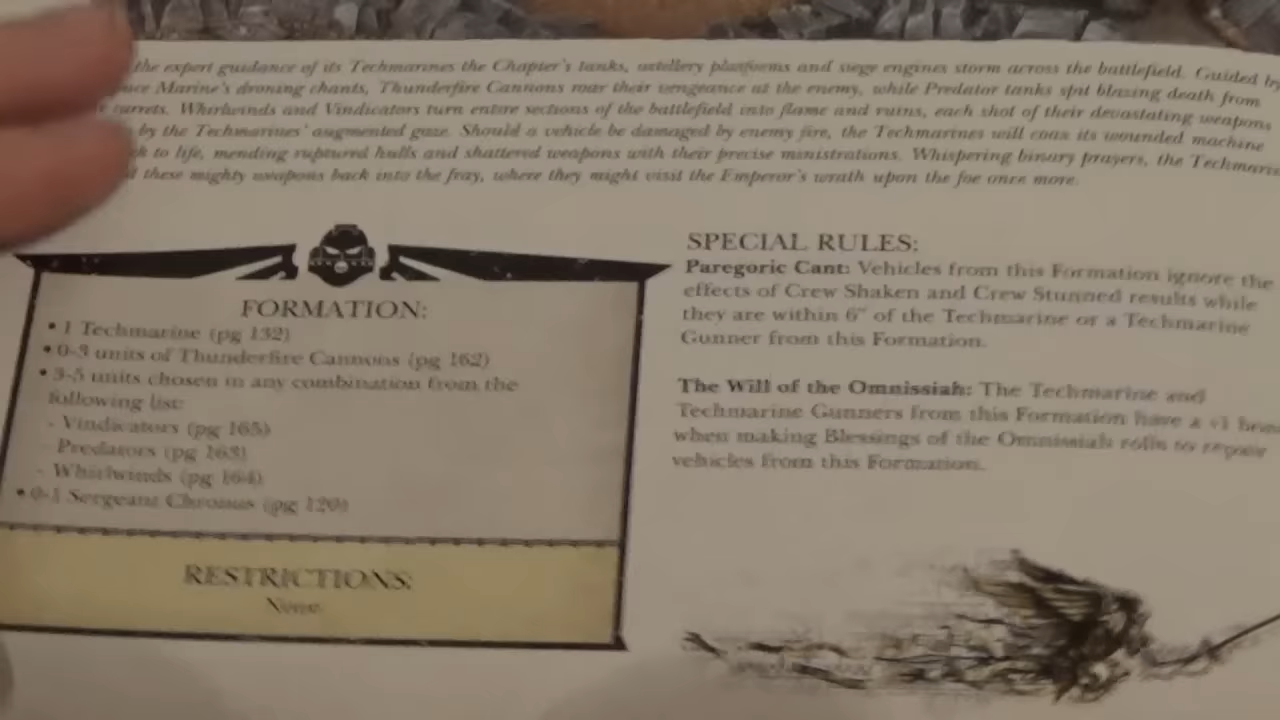 the expert guidance of its Techmarines the Chapter's tanks, artillery platforms and siege engines storm across the battlefield. Guided by
Marine's droning chants, Thunderfire Cannons roar their vengeance at the enemy, while Predator tanks spit blazing death from
turrets. Whirlwinds and Vindicators turn entire sections of the battlefield into flame and ruins, each shot of their devastating weapons
by the Techmarines' augmented gaze. Should a vehicle be damaged by enemy fire, the Techmarines will coax its wounded machine
to life, mending ruptured hulls and shattered weapons with their precise ministrations. Whispering binary prayers, the
these mighty weapons back into the fray, where they might visit the Emperor's wrath upon the foe once more.
FORMATION:
• 1 Techmarine (pg 132)
• 0-3 units of Thunderfire Cannons (pg 162)
• 3-5 units chosen in any combination from the
following list:
- Vindicators (pg 165)
- Predators (pg 163)
- Whirlwinds (pg 164)
• 0-1 Sergeant Chronus (pg 120)
RESTRICTIONS:
None
SPECIAL RULES:
Paregoric Cant: Vehicles from this Formation ignore the
effects of Crew Shaken and Crew Stunned results while
they are within 6" of the Techmarine or a Techmarine
Gunner from this Formation.
The Will of the Omnissiah: The Techmarine and
Techmarine Gunners from this Formation have a +1
when making Blessings of the Omnissiah rolls to repair
vehicles from this Formation.